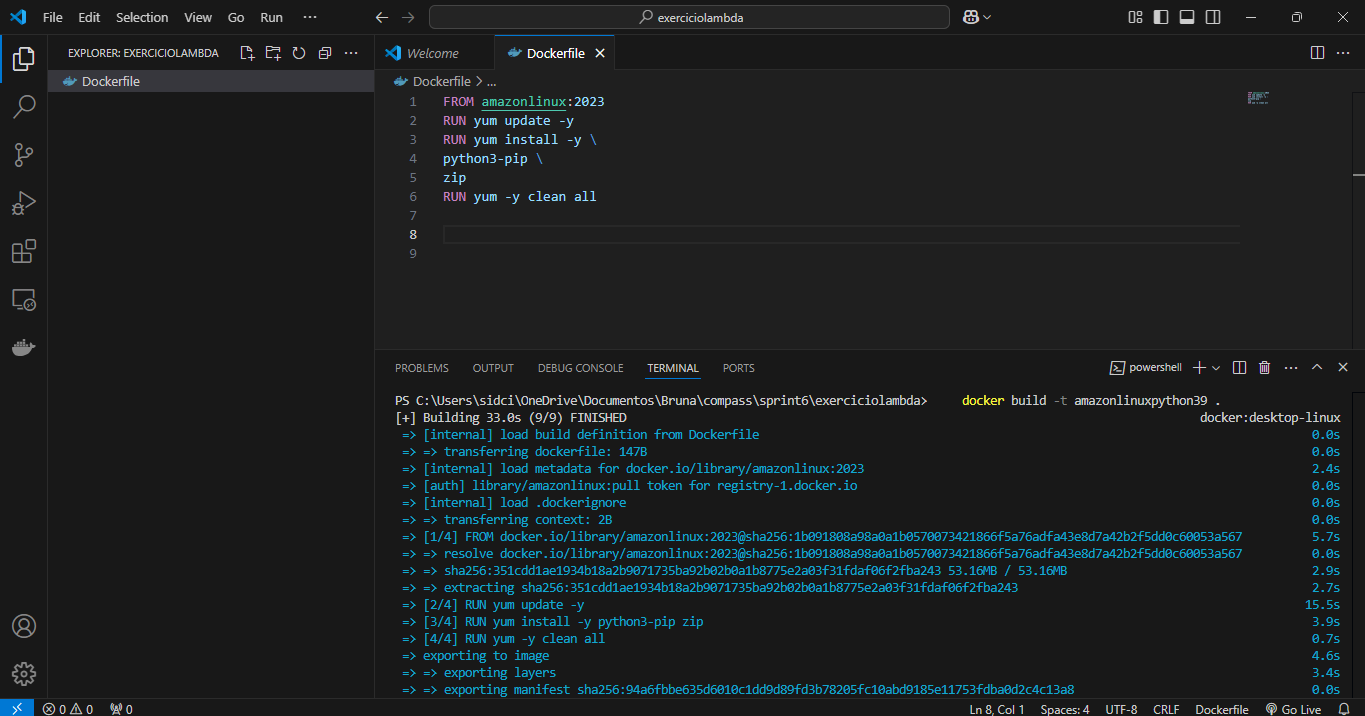 File Edit Selection View Go Run ··· exerciciolambda
EXPLORER: EXERCICIOLAMBDA
Dockerfile
Welcome
Dockerfile
Dockerfile > ...
1 FROM amazonlinux:2023
2 RUN yum update -y
3 RUN yum install -y \
4 python3-pip \
5 zip
6 RUN yum -y clean all
7
8
9
PROBLEMS OUTPUT DEBUG CONSOLE TERMINAL PORTS powershell
PS C:\Users\sidci\OneDrive\Documentos\Bruna\compass\sprint6\exerciciolambda> docker build -t amazonlinuxpython39 .
[+] Building 33.0s (9/9) FINISHED docker:desktop-linux
=> [internal] load build definition from Dockerfile 0.0s
=> => transferring dockerfile: 147B 0.0s
=> [internal] load metadata for docker.io/library/amazonlinux:2023 2.4s
=> [auth] library/amazonlinux:pull token for registry-1.docker.io 0.0s
=> [internal] load .dockerignore 0.0s
=> => transferring context: 2B 0.0s
=> [1/4] FROM docker.io/library/amazonlinux:2023@sha256:1b091808a98a0a1b0570073421866f5a76adfa43e8d7a42b2f5dd0c60053a567 5.7s
=> => resolve docker.io/library/amazonlinux:2023@sha256:1b091808a98a0a1b0570073421866f5a76adfa43e8d7a42b2f5dd0c60053a567 0.0s
=> => sha256:351cdd1ae1934b18a2b9071735ba92b02b0a1b8775e2a03f31fdaf06f2fba243 53.16MB / 53.16MB 2.9s
=> => extracting sha256:351cdd1ae1934b18a2b9071735ba92b02b0a1b8775e2a03f31fdaf06f2fba243 2.7s
=> [2/4] RUN yum update -y 15.5s
=> [3/4] RUN yum install -y python3-pip zip 3.9s
=> [4/4] RUN yum -y clean all 0.7s
=> exporting to image 4.6s
=> => exporting layers 3.4s
=> => exporting manifest sha256:94a6fbbe635d6010c1dd9d89fd3b78205fc10abd9185e11753fdba0d2c4c13a8 0.0s
0 0 0 Ln 8, Col 1 Spaces: 4 UTF-8 CRLF Dockerfile Go Live